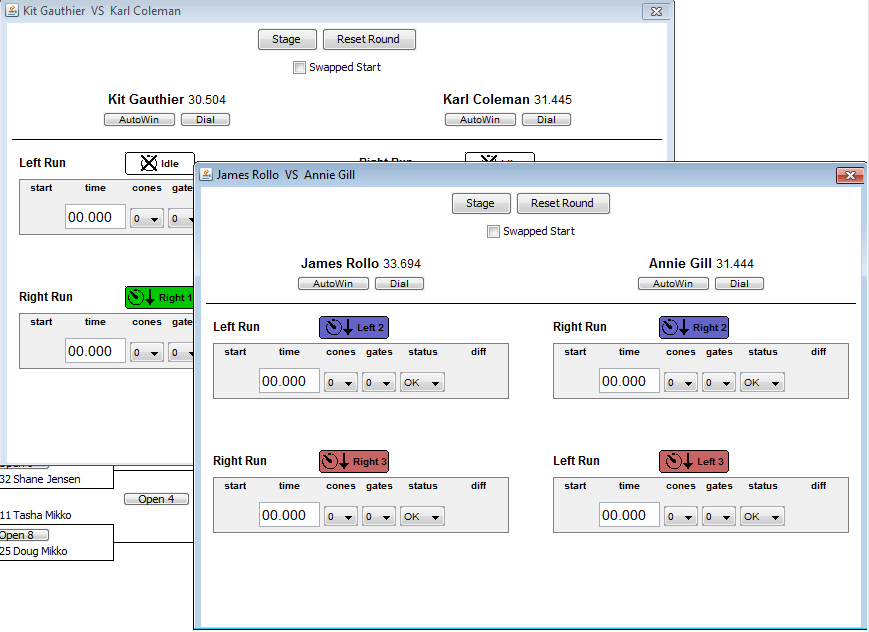 Kit Gauthier VS Karl Coleman
Stage Reset Round
Swapped Start
Kit Gauthier 30.504 Karl Coleman 31.445
AutoWin Dial AutoWin Dial
Left Run Idle
start time cones gate
00.000 0 0
Right Run Right 1
start time cones gate
00.000 0 0
32 Shane Jensen
Open 4
11 Tasha Mikko
Open 8
25 Doug Mikko
James Rollo VS Annie Gill
Stage Reset Round
Swapped Start
James Rollo 33.694 Annie Gill 31.444
AutoWin Dial AutoWin Dial
Left Run Left 2 Right Run Right 2
start time cones gates status diff start time cones gates status diff
00.000 0 0 OK 00.000 0 0 OK
Right Run Right 3 Left Run Left 3
start time cones gates status diff start time cones gates status diff
00.000 0 0 OK 00.000 0 0 OK